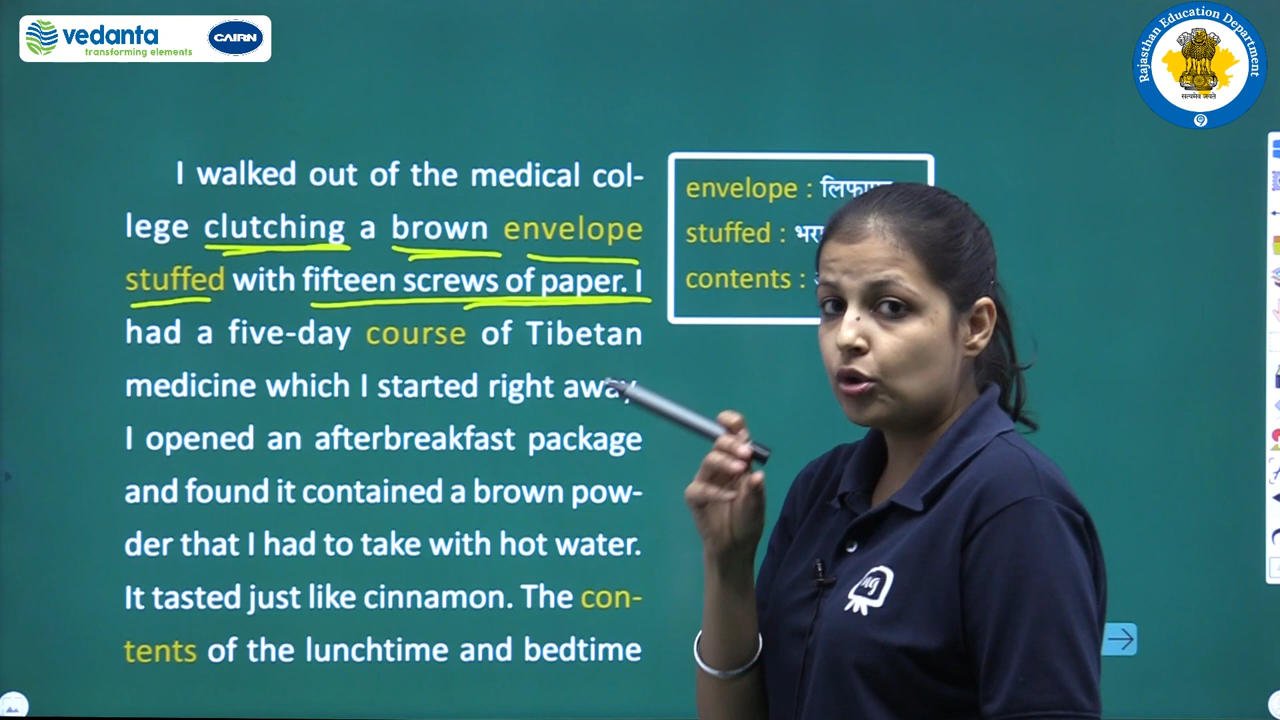 vedanta
transforming elements
CAIRN
Rajasthan Education Department
सत्यमेव जयते
I walked out of the medical col-
lege clutching a brown envelope
stuffed with fifteen screws of paper. I
had a five-day course of Tibetan
medicine which I started right away
I opened an afterbreakfast package
and found it contained a brown pow-
der that I had to take with hot water.
It tasted just like cinnamon. The con-
tents of the lunchtime and bedtime
envelope :
stuffed :
contents :